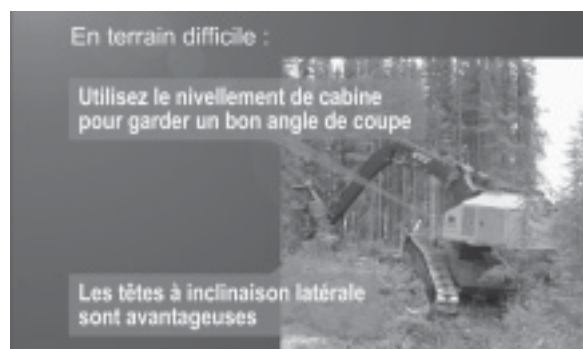 En terrain difficile :
Utilisez le nivellement de cabine
pour garder un bon angle de coupe
Les têtes à inclinaison latérale
sont avantageuses